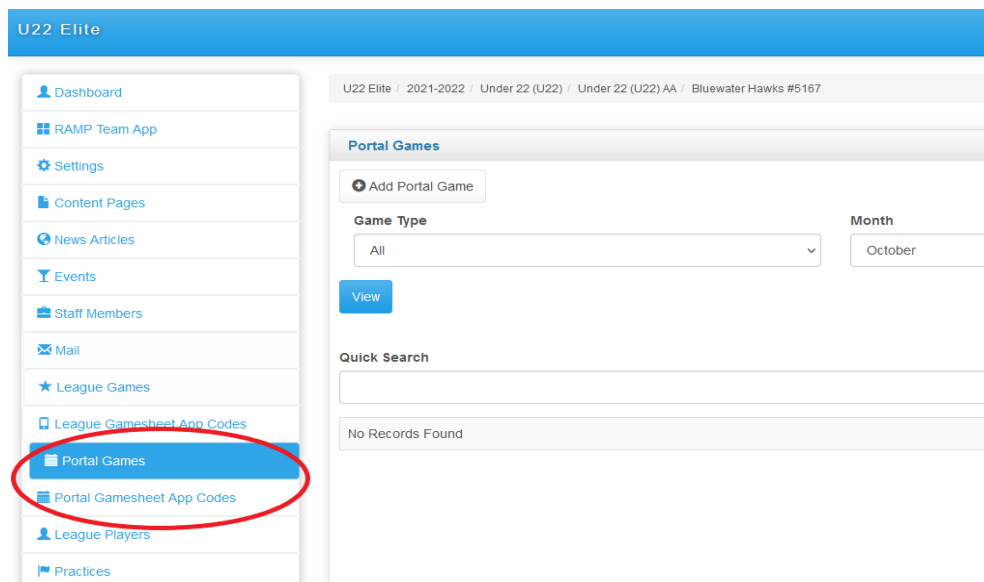 U22 Elite
Dashboard
RAMP Team App
Settings
Content Pages
News Articles
Events
Staff Members
Mail
League Games
League Gamesheet App Codes
Portal Games
Portal Gamesheet App Codes
League Players
Practices
U22 Elite / 2021-2022 / Under 22 (U22) / Under 22 (U22) AA / Bluewater Hawks #5167
Portal Games
Add Portal Game
Game Type
All
Month
October
View
Quick Search
No Records Found